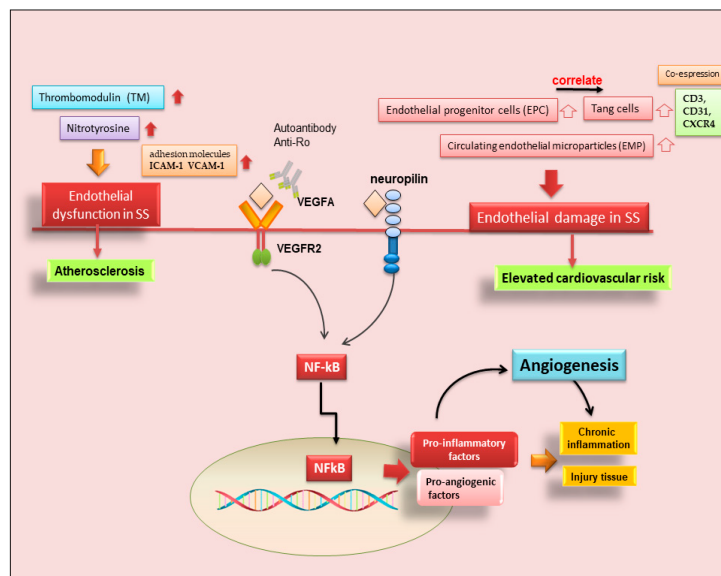 Thrombomodulin (TM)
Nitrotyrosine
adhesion molecules
ICAM-1 VCAM-1
Endothelial
dysfunction in SS
Atherosclerosis
Autoantibody
Anti-Ro
VEGFA
VEGFR2
neuropilin
correlate
Co-espression
Endothelial progenitor cells (EPC)
Tang cells
CD3,
CD31,
CXCR4
Circulating endothelial microparticles (EMP)
Endothelial damage in SS
Elevated cardiovascular risk
NF-kB
NFkB
Pro-inflammatory
factors
Pro-angiogenic
factors
Angiogenesis
Chronic
inflammation
Injury tissue